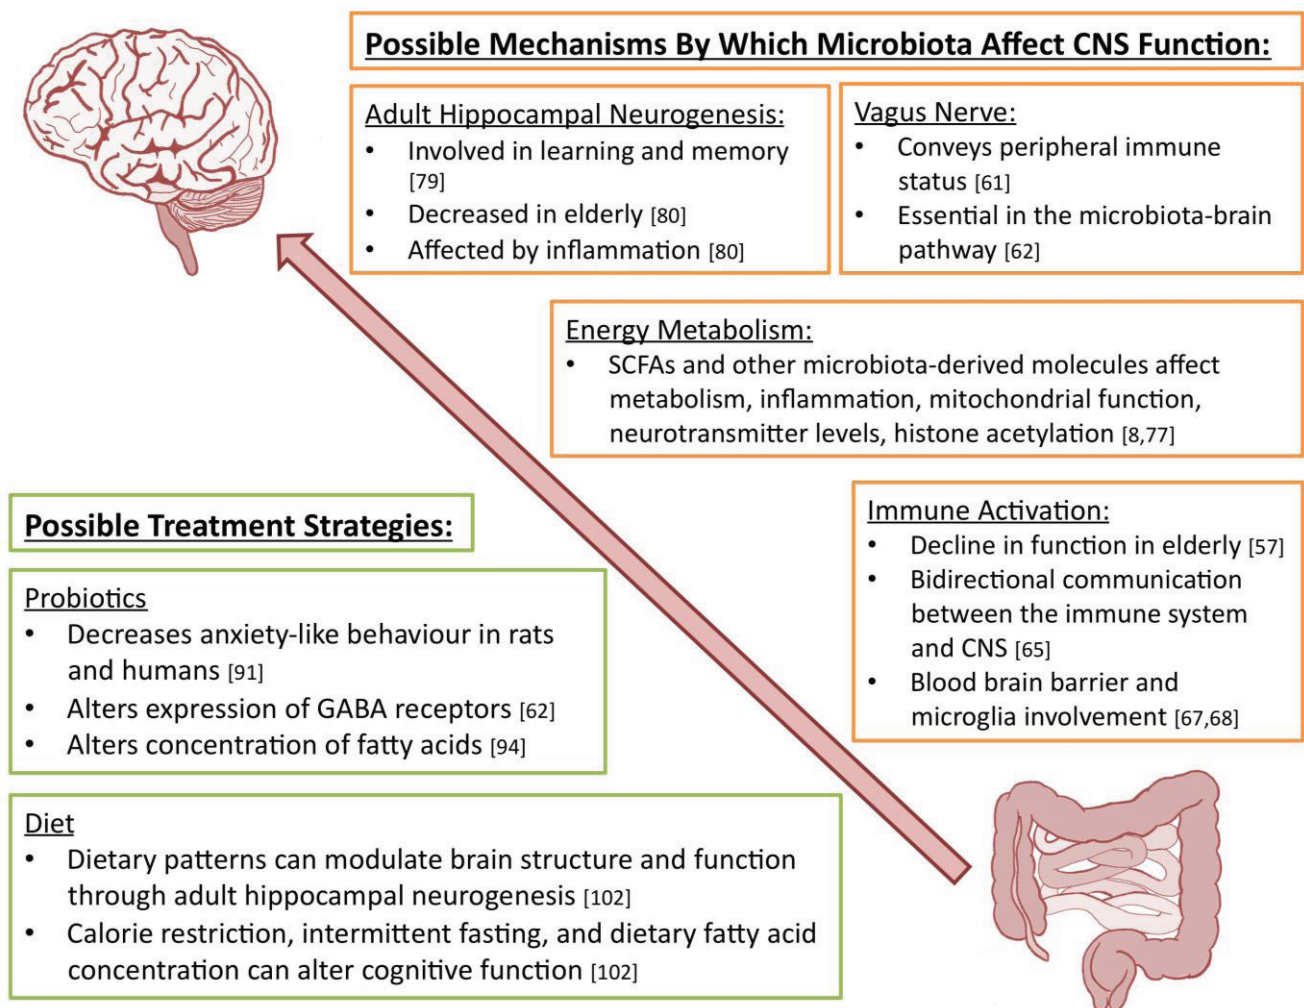 Possible Mechanisms By Which Microbiota Affect CNS Function:
Adult Hippocampal Neurogenesis:
• Involved in learning and memory
[79]
• Decreased in elderly [80]
• Affected by inflammation [80]
Vagus Nerve:
• Conveys peripheral immune
status [61]
• Essential in the microbiota-brain
pathway [62]
Energy Metabolism:
• SCFAs and other microbiota-derived molecules affect
metabolism, inflammation, mitochondrial function,
neurotransmitter levels, histone acetylation [8,77]
Immune Activation:
• Decline in function in elderly [57]
• Bidirectional communication
between the immune system
and CNS [65]
• Blood brain barrier and
microglia involvement [67,68]
Possible Treatment Strategies:
Probiotics
• Decreases anxiety-like behaviour in rats
and humans [91]
• Alters expression of GABA receptors [62]
• Alters concentration of fatty acids [94]
Diet
• Dietary patterns can modulate brain structure and function
through adult hippocampal neurogenesis [102]
• Calorie restriction, intermittent fasting, and dietary fatty acid
concentration can alter cognitive function [102]